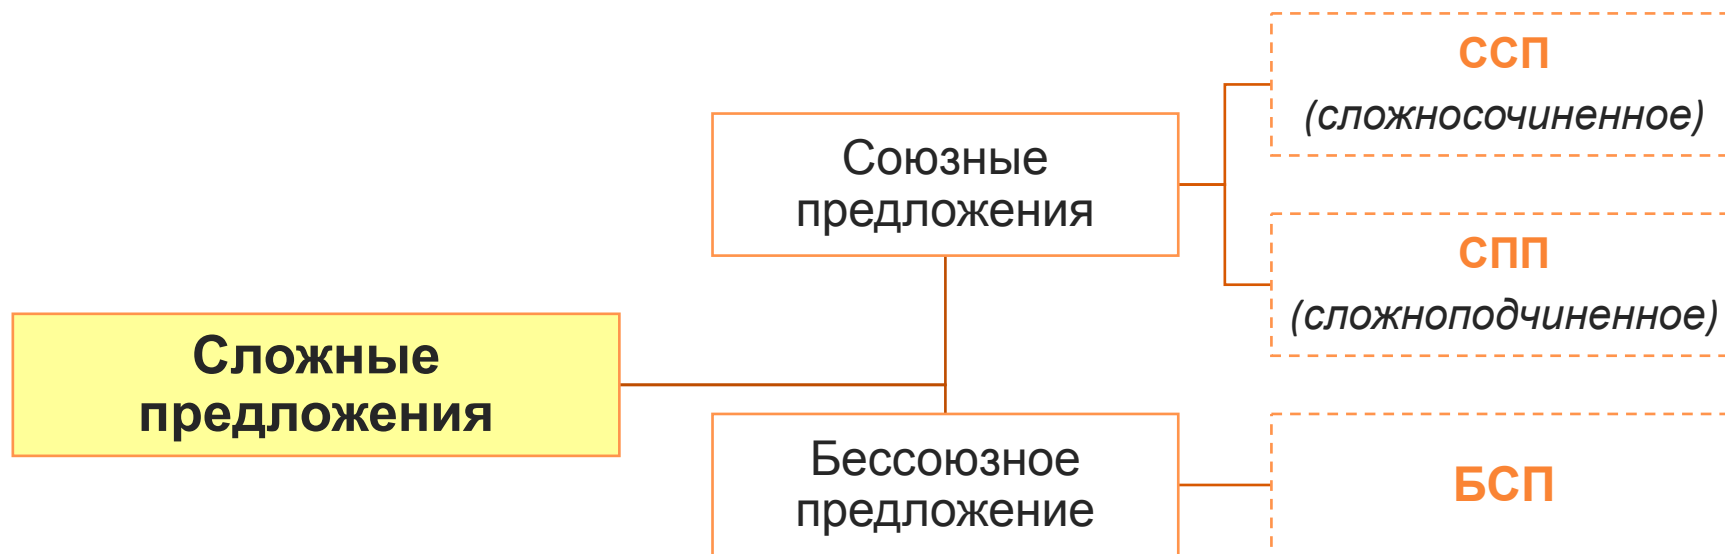 Сложные
предложения
Союзные
предложения
ССП
(сложносочиненное)
СПП
(сложноподчиненное)
Бессоюзное
предложение
БСП